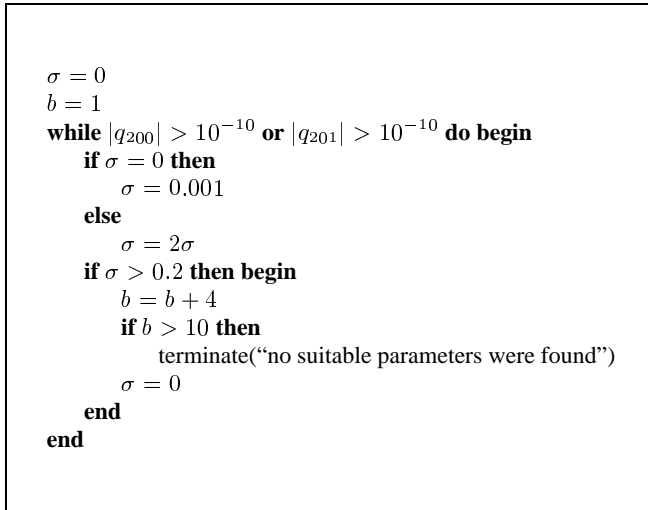 σ = 0
b = 1
while |q₂₀₀| > 10⁻¹⁰ or |q₂₀₁| > 10⁻¹⁰ do begin
if σ = 0 then
σ = 0.001
else
σ = 2σ
if σ > 0.2 then begin
b = b + 4
if b > 10 then
terminate(“no suitable parameters were found”)
σ = 0
end
end